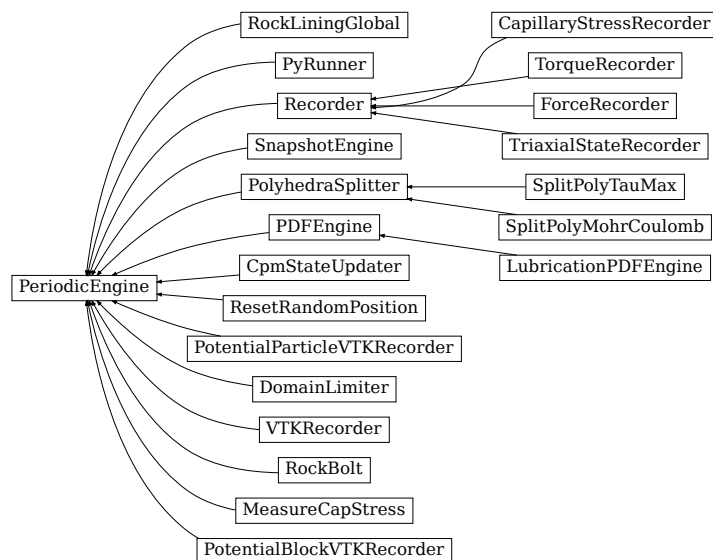 RockLiningGlobal
CapillaryStressRecorder
PyRunner
TorqueRecorder
Recorder
ForceRecorder
SnapshotEngine
TriaxialStateRecorder
PolyhedraSplitter
SplitPolyTauMax
PDFEngine
SplitPolyMohrCoulomb
CpmStateUpdater
LubricationPDFEngine
PeriodicEngine
ResetRandomPosition
PotentialParticleVTKRecorder
DomainLimiter
VTKRecorder
RockBolt
MeasureCapStress
PotentialBlockVTKRecorder